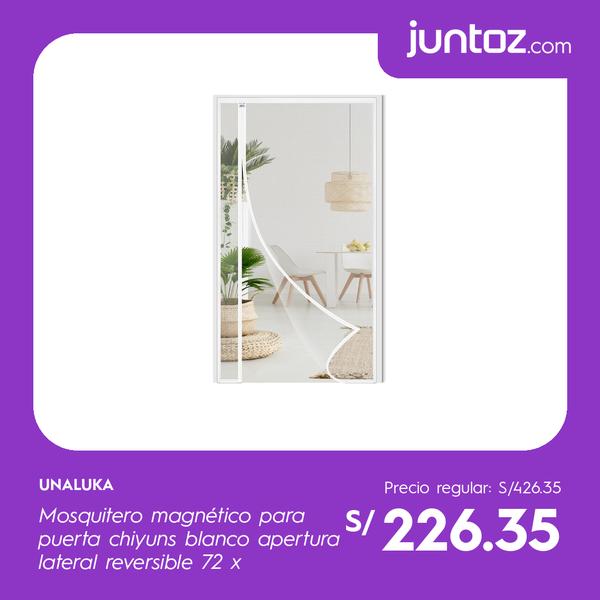 juntoz.com
UNALUKA
Mosquitero magnético para
puerta chiyuns blanco apertura
lateral reversible 72 x
Precio regular: S/426.35
S/226.35